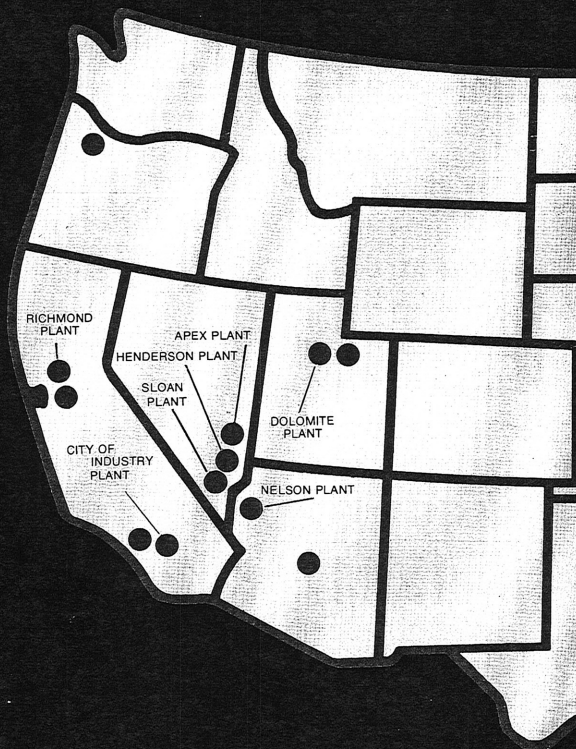 RICHMOND
PLANT
APEX PLANT
HENDERSON PLANT
SLOAN
PLANT
DOLOMITE
PLANT
CITY OF
INDUSTRY
PLANT
NELSON PLANT